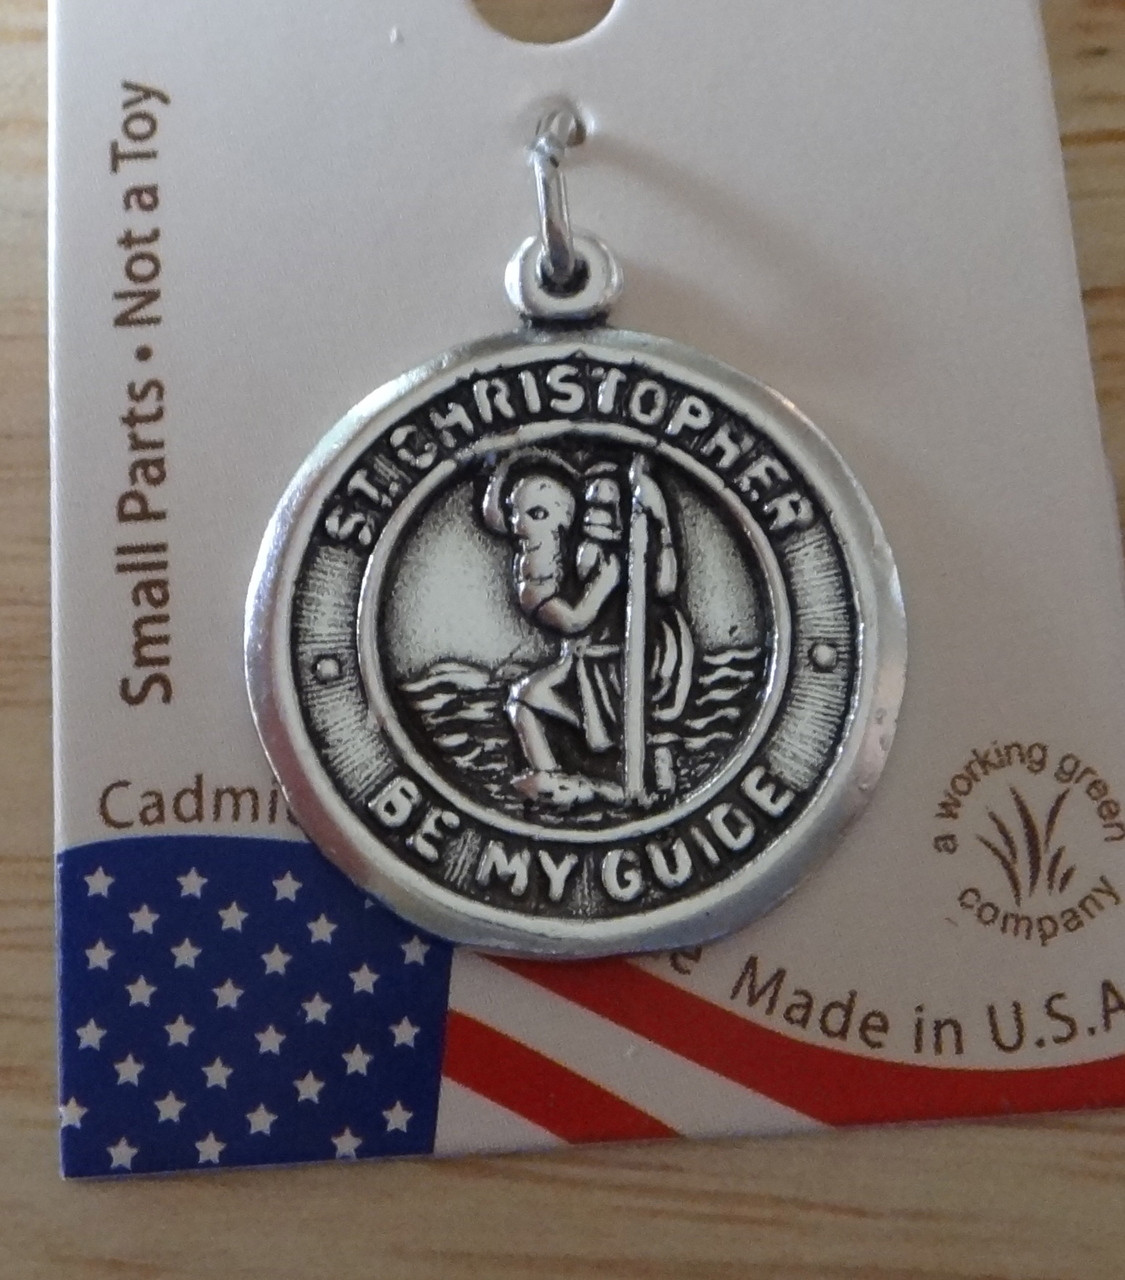 Small Parts • Not a Toy
ST. CHRISTOPHER
BE MY GUIDE
a working green
company
Made in U.S.A